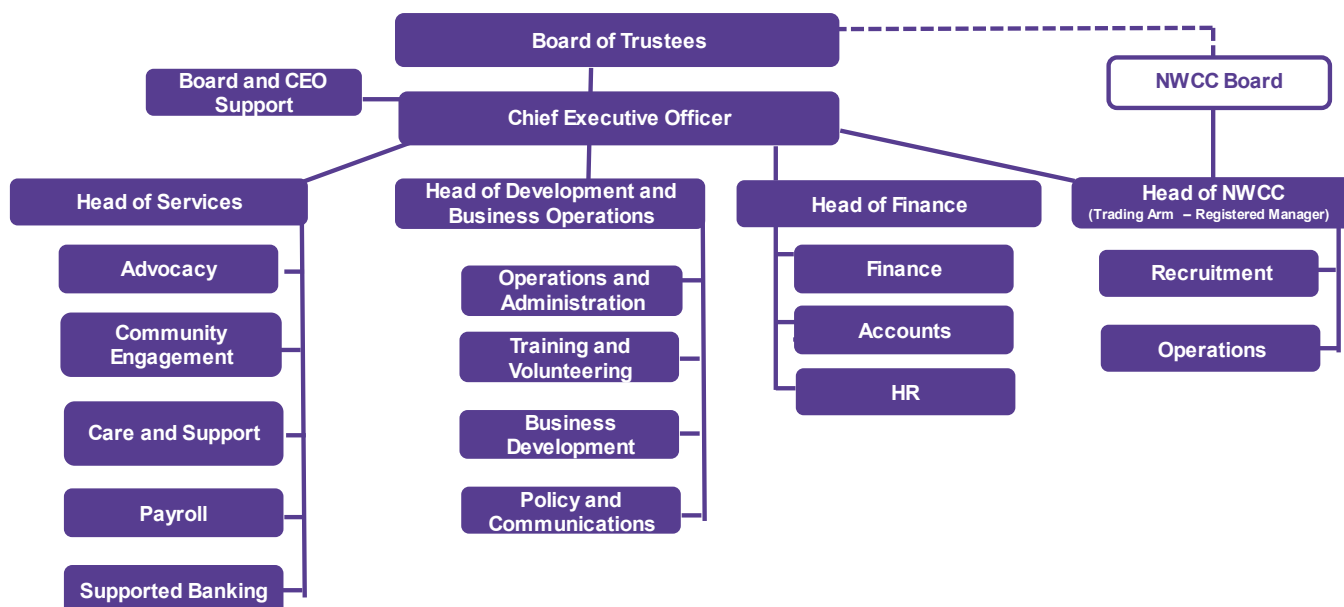 Board of Trustees
Board and CEO
Support
NWCC Board
Chief Executive Officer
Head of Services
Head of Development and
Business Operations
Head of Finance
Head of NWCC
(Trading Arm – Registered Manager)
Advocacy
Community
Engagement
Care and Support
Payroll
Supported Banking
Operations and
Administration
Training and
Volunteering
Business
Development
Policy and
Communications
Finance
Accounts
HR
Recruitment
Operations